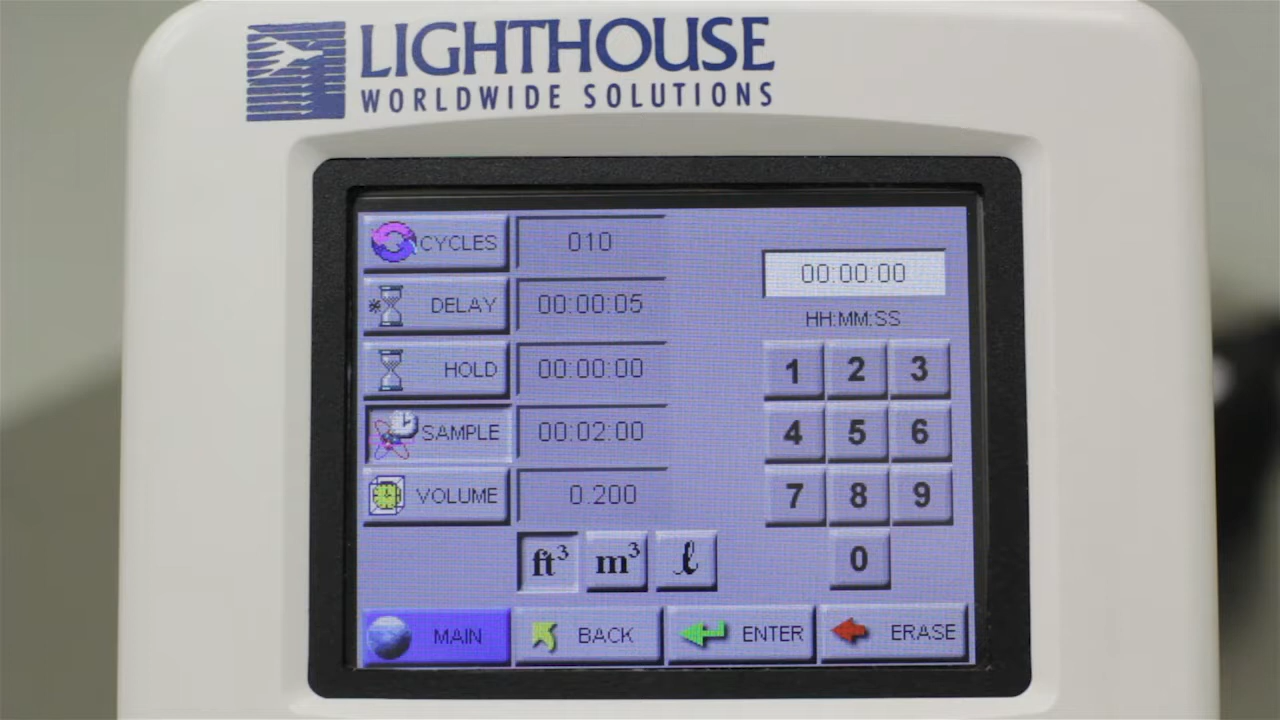 LIGHTHOUSE
WORLDWIDE SOLUTIONS
CYCLES 010
DELAY 00:00:05
HOLD 00:00:00
SAMPLE 00:02:00
VOLUME 0.200
ft³ m³ ℓ
00:00:00
HH:MM:SS
1 2 3
4 5 6
7 8 9
0
MAIN BACK ENTER ERASE